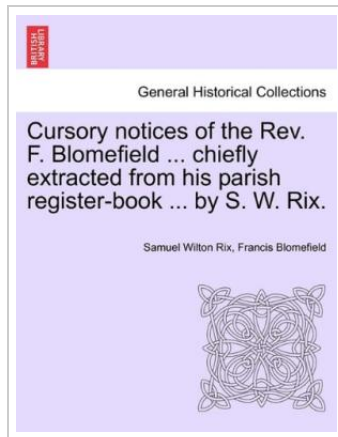 BRITISH
LIBRARY
General Historical Collections
Cursory notices of the Rev.
F. Blomefield ... chiefly
extracted from his parish
register-book ... by S. W. Rix.
Samuel Wilton Rix, Francis Blomefield